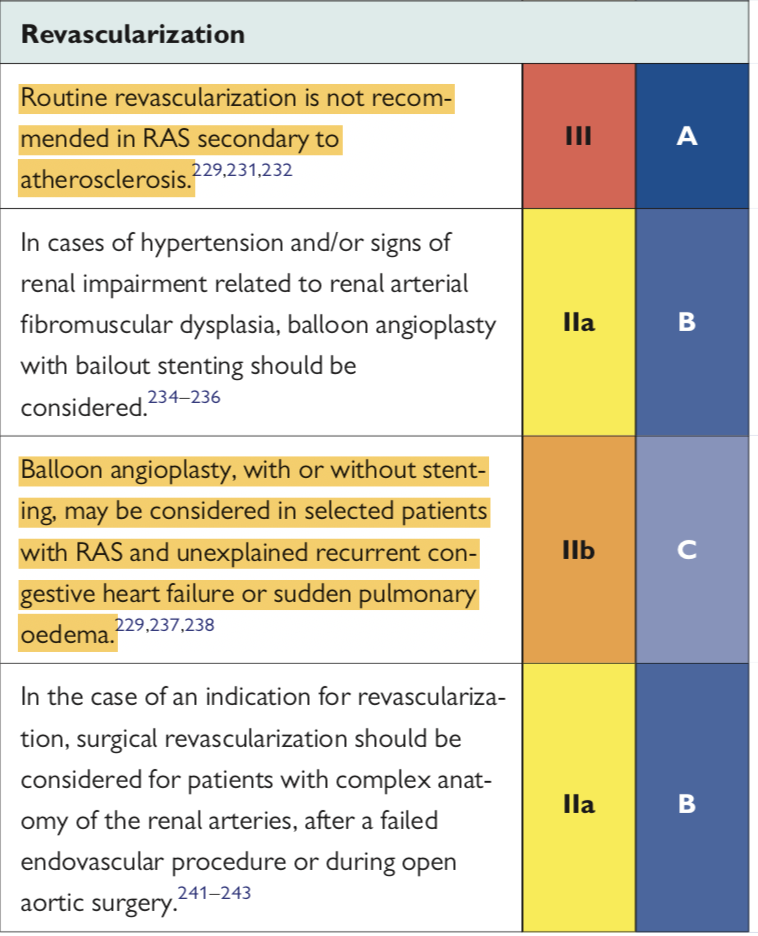 Revascularization
Routine revascularization is not recom-
mended in RAS secondary to
atherosclerosis.229,231,232
III
A
In cases of hypertension and/or signs of
renal impairment related to renal arterial
fibromuscular dysplasia, balloon angioplasty
with bailout stenting should be
considered.234–236
IIa
B
Balloon angioplasty, with or without stent-
ing, may be considered in selected patients
with RAS and unexplained recurrent con-
gestive heart failure or sudden pulmonary
oedema.229,237,238
IIb
C
In the case of an indication for revasculariza-
tion, surgical revascularization should be
considered for patients with complex anat-
omy of the renal arteries, after a failed
endovascular procedure or during open
aortic surgery.241–243
IIa
B